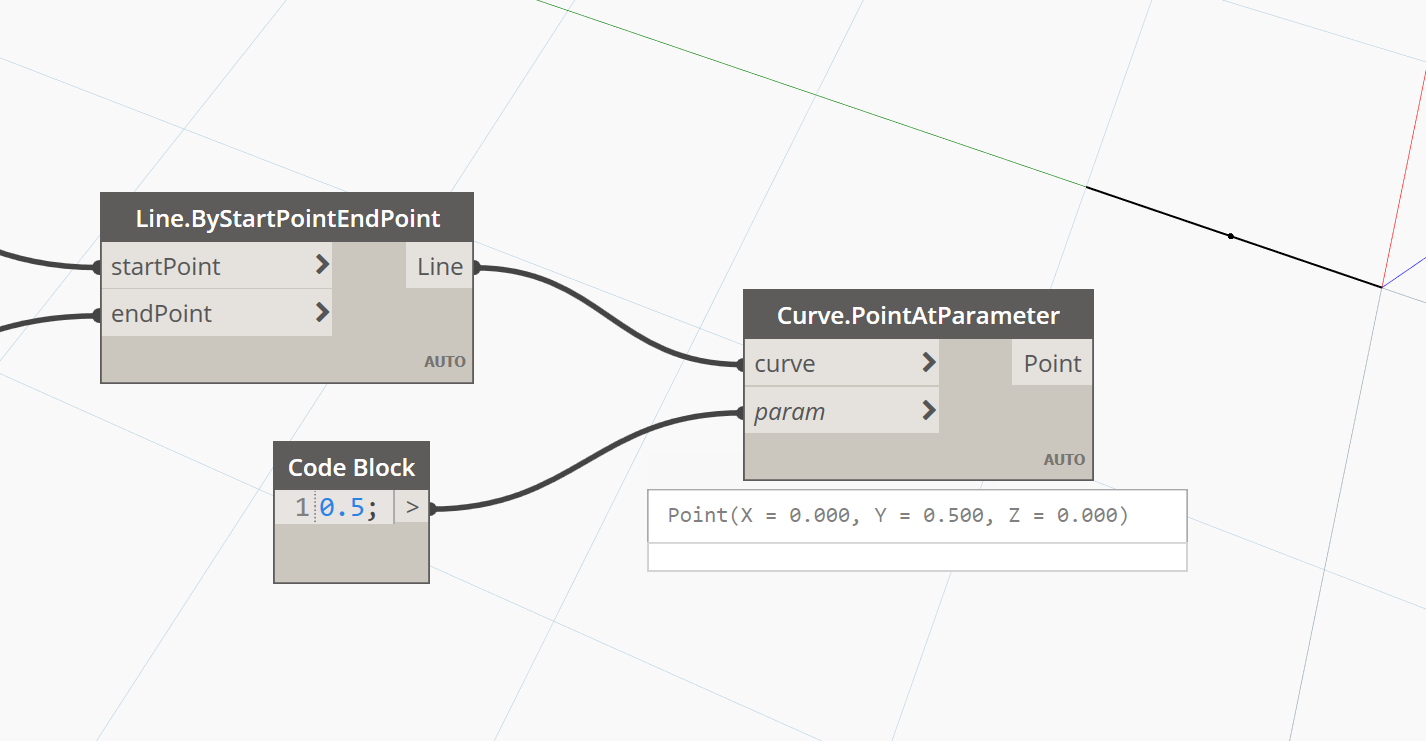 Line.ByStartPointEndPoint
startPoint >
Line
endPoint >
AUTO
Curve.PointAtParameter
curve >
Point
param >
AUTO
Code Block
1 0.5; >
Point(X = 0.000, Y = 0.500, Z = 0.000)